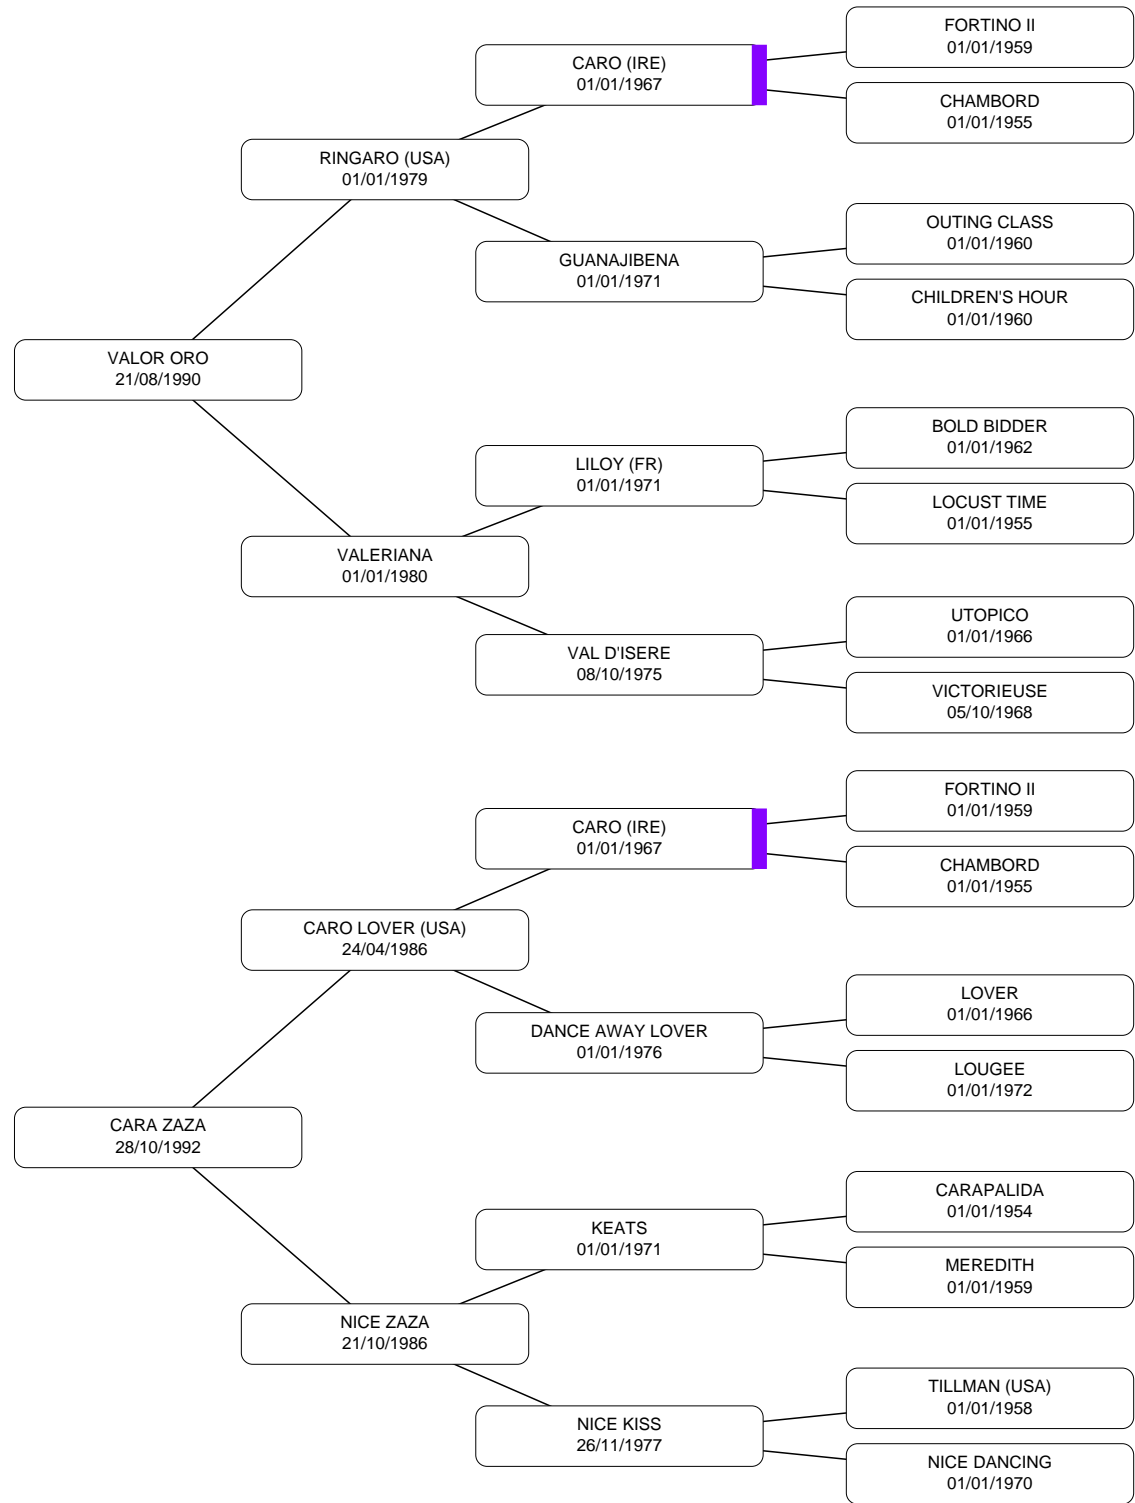 FORTINO II
01/01/1959
CARO (IRE)
01/01/1967
CHAMBORD
01/01/1955
RINGARO (USA)
01/01/1979
OUTING CLASS
01/01/1960
GUANAJIBENA
01/01/1971
CHILDREN'S HOUR
01/01/1960
VALOR ORO
21/08/1990
BOLD BIDDER
01/01/1962
LILOY (FR)
01/01/1971
LOCUST TIME
01/01/1955
VALERIANA
01/01/1980
UTOPICO
01/01/1966
VAL D'ISERE
08/10/1975
VICTORIEUSE
05/10/1968
FORTINO II
01/01/1959
CARO (IRE)
01/01/1967
CHAMBORD
01/01/1955
CARO LOVER (USA)
24/04/1986
LOVER
01/01/1966
DANCE AWAY LOVER
01/01/1976
LOUGEE
01/01/1972
CARA ZAZA
28/10/1992
CARAPALIDA
01/01/1954
KEATS
01/01/1971
MEREDITH
01/01/1959
NICE ZAZA
21/10/1986
TILLMAN (USA)
01/01/1958
NICE KISS
26/11/1977
NICE DANCING
01/01/1970